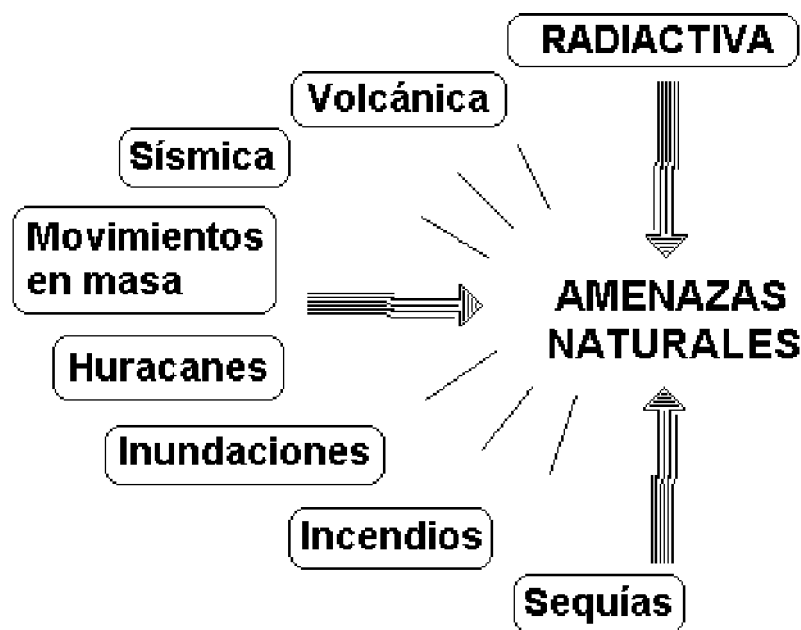 RADIACTIVA
Volcánica
Sísmica
Movimientos
en masa
AMENAZAS
NATURALES
Huracanes
Inundaciones
Incendios
Sequías